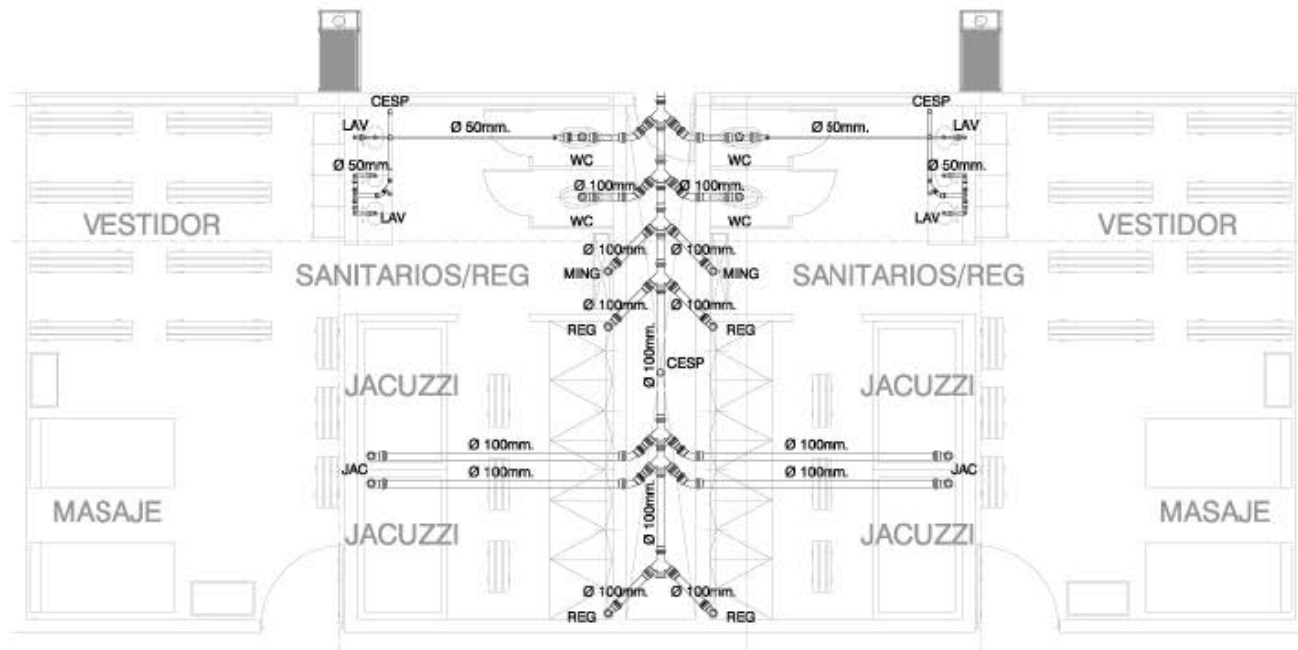 CESP CESP
LAV Ø 50mm. Ø 50mm. LAV
WC WC
Ø 50mm. Ø 50mm.
Ø 100mm. Ø 100mm.
LAV WC WC LAV
VESTIDOR VESTIDOR
Ø 100mm. Ø 100mm.
SANITARIOS/REG MING MING SANITARIOS/REG
Ø 100mm. Ø 100mm.
REG REG
Ø 100mm.
CESP
JACUZZI JACUZZI
Ø 100mm. Ø 100mm.
JAC Ø 100mm. Ø 100mm. JAC
Ø 100mm.
MASAJE MASAJE
JACUZZI JACUZZI
Ø 100mm. Ø 100mm.
REG REG